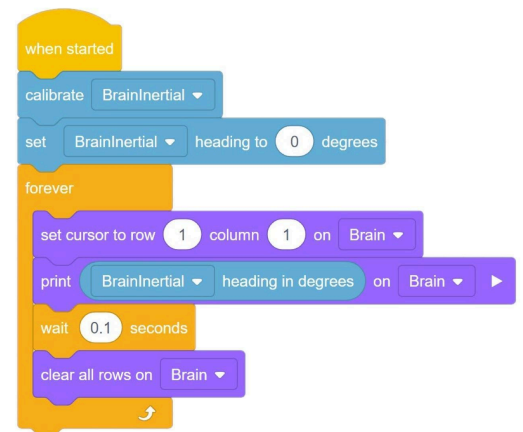 when started
calibrate BrainInertial
set BrainInertial heading to 0 degrees
forever
set cursor to row 1 column 1 on Brain
print BrainInertial heading in degrees on Brain
wait 0.1 seconds
clear all rows on Brain